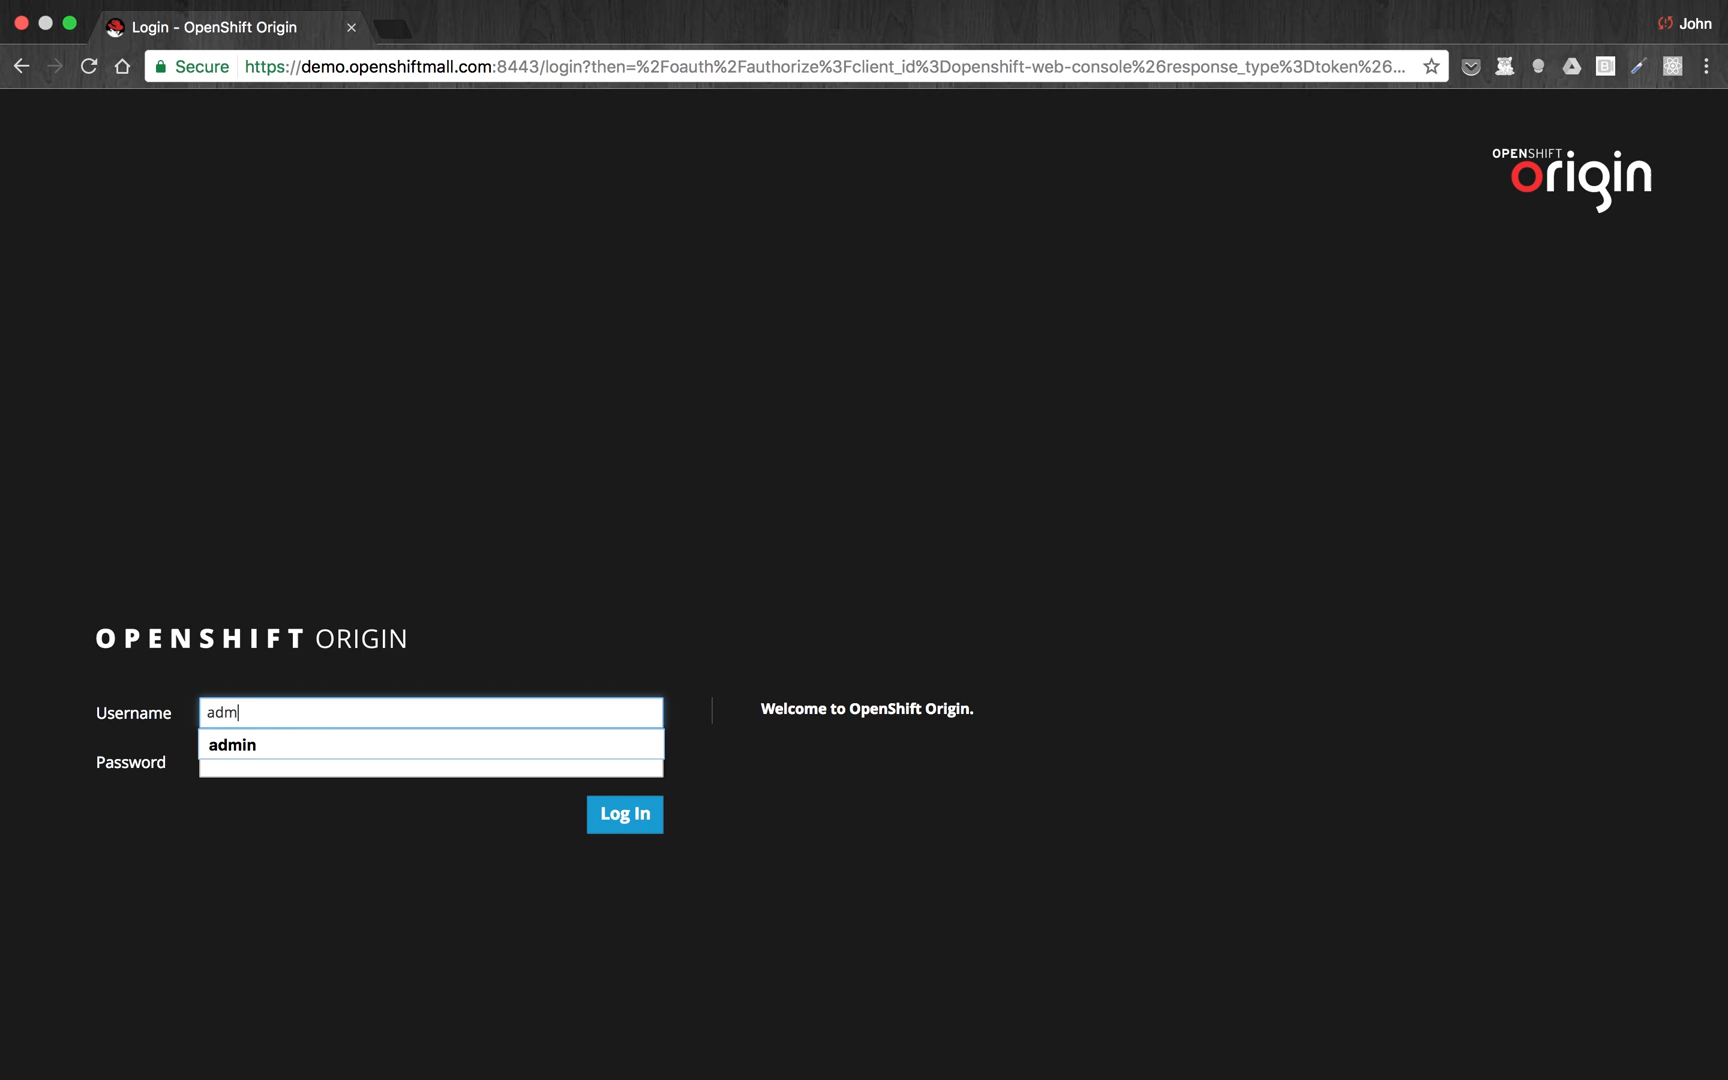 Login - OpenShift Origin
John
Secure https://demo.openshiftmall.com:8443/login?then=%2Foauth%2Fauthorize%3Fclient_id%3Dopenshift-web-console%26response_type%3Dtoken%26...
OPENSHIFT
origin
OPENSHIFT ORIGIN
Username adm
Welcome to OpenShift Origin.
admin
Password
Log In